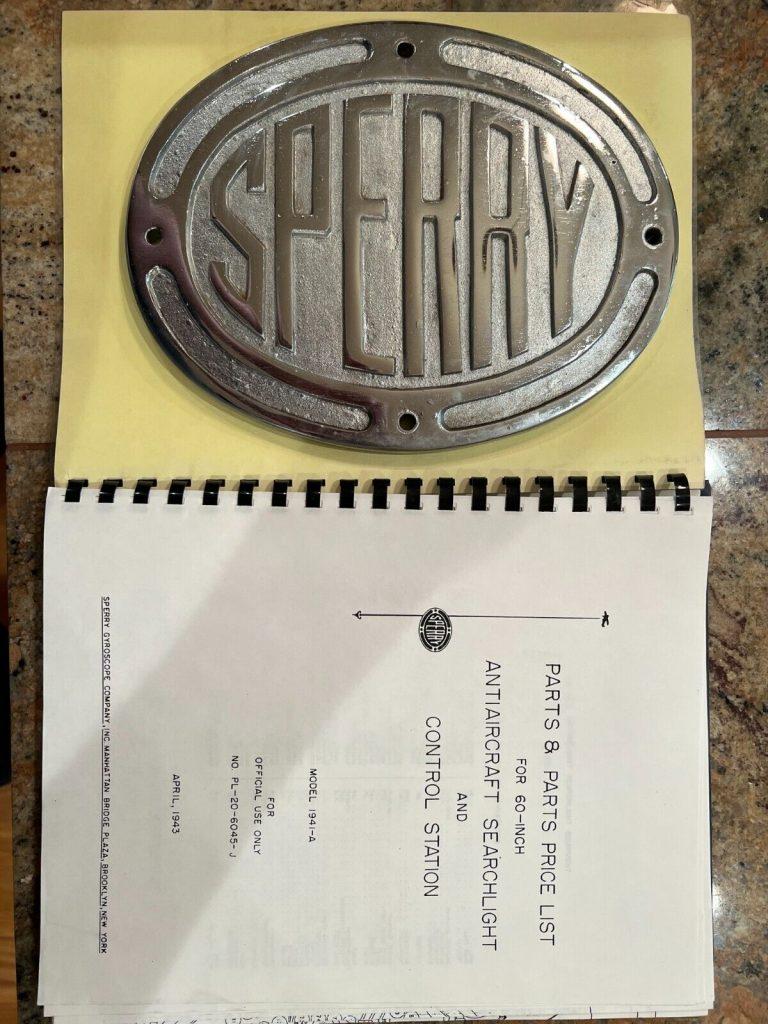 SPERRY
SPERRY
PARTS & PARTS PRICE LIST
FOR 60-INCH
ANTIAIRCRAFT SEARCHLIGHT
AND
CONTROL STATION
MODEL 1941-A
FOR
OFFICIAL USE ONLY
NO. PL-20-6045-J
APRIL, 1943
SPERRY GYROSCOPE COMPANY, INC. MANHATTAN BRIDGE PLAZA, BROOKLYN, NEW YORK